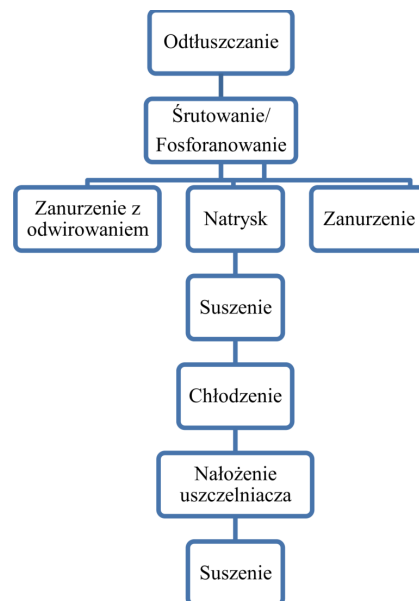 Odtłuszczanie
Śrutowanie/
Fosforanowanie
Zanurzenie z
odwirowaniem
Natrysk
Zanurzenie
Suszenie
Chłodzenie
Nałożenie
uszczelniacza
Suszenie